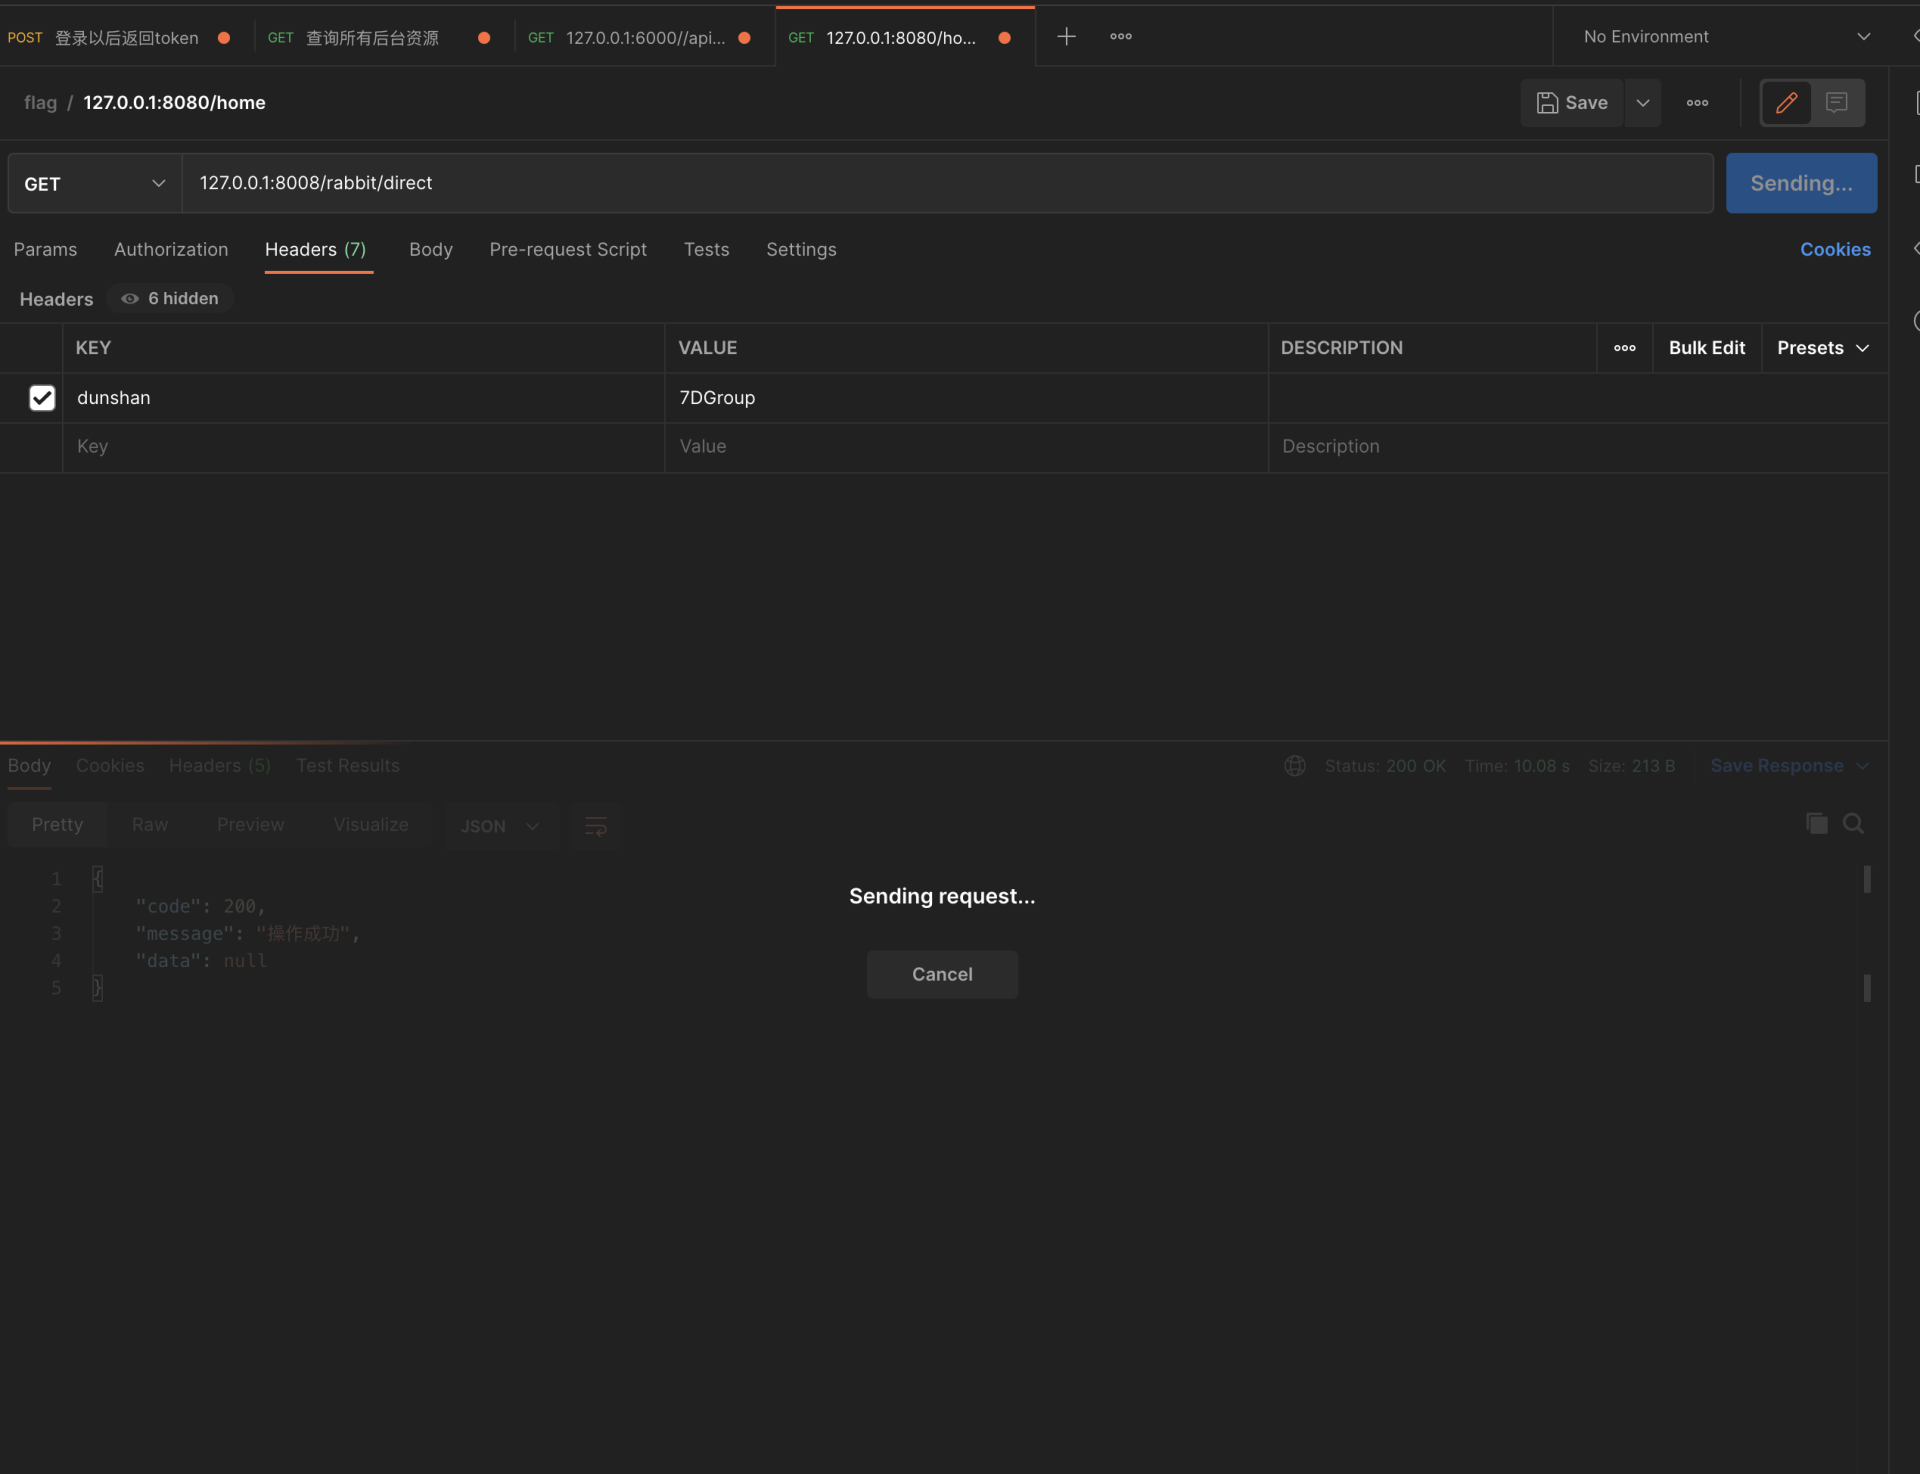 POST 登录以后返回token GET 查询所有后台资源 GET 127.0.0.1:6000//api... GET 127.0.0.1:8080/ho... No Environment
flag / 127.0.0.1:8080/home Save
GET 127.0.0.1:8008/rabbit/direct Sending...
Params Authorization Headers (7) Body Pre-request Script Tests Settings Cookies
Headers 6 hidden
KEY VALUE DESCRIPTION Bulk Edit Presets
dunshan 7DGroup
Key Value Description
Body Cookies Headers (5) Test Results Status: 200 OK Time: 10.08 s Size: 213 B Save Response
Pretty Raw Preview Visualize JSON
1 {
2 "code": 200,
3 "message": "操作成功",
4 "data": null
5 }
Sending request...
Cancel